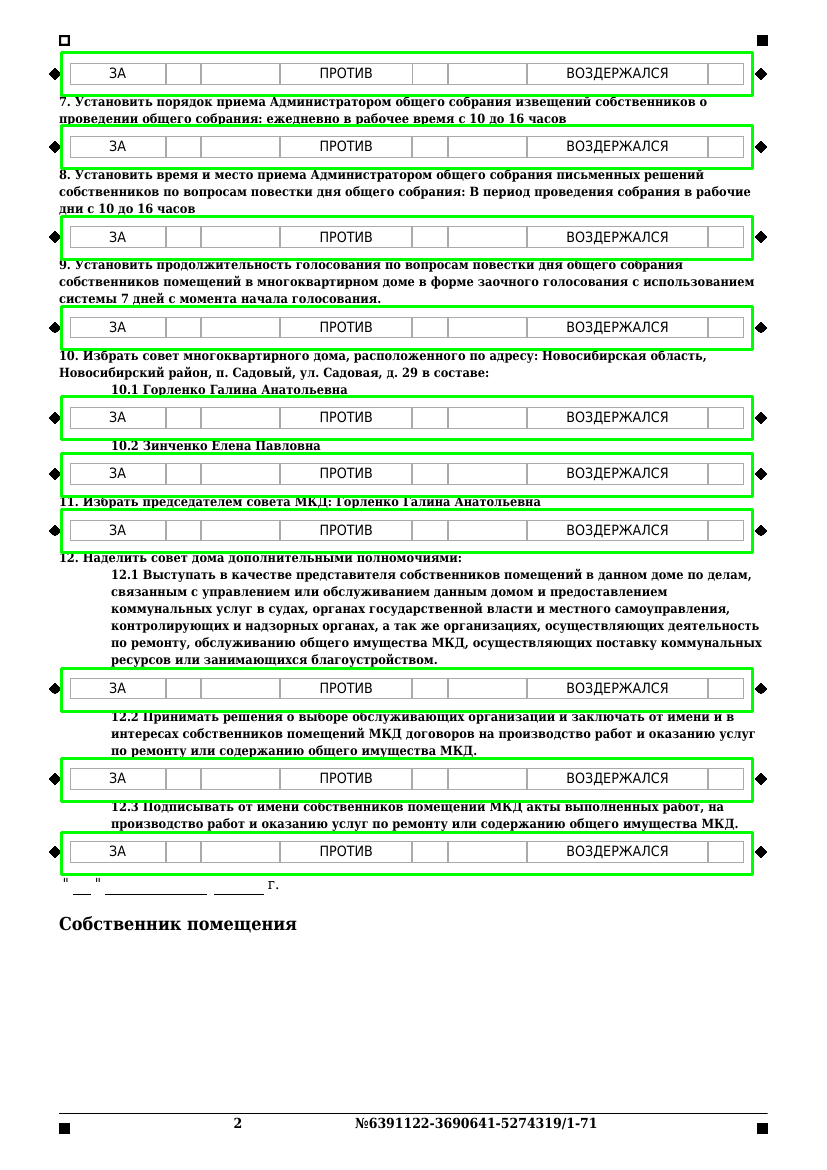 ЗА ПРОТИВ ВОЗДЕРЖАЛСЯ
7. Установить порядок приема Администратором общего собрания извещений собственников о
проведении общего собрания: ежедневно в рабочее время с 10 до 16 часов
ЗА ПРОТИВ ВОЗДЕРЖАЛСЯ
8. Установить время и место приема Администратором общего собрания письменных решений
собственников по вопросам повестки дня общего собрания: В период проведения собрания в рабочие
дни с 10 до 16 часов
ЗА ПРОТИВ ВОЗДЕРЖАЛСЯ
9. Установить продолжительность голосования по вопросам повестки дня общего собрания
собственников помещений в многоквартирном доме в форме заочного голосования с использованием
системы 7 дней с момента начала голосования.
ЗА ПРОТИВ ВОЗДЕРЖАЛСЯ
10. Избрать совет многоквартирного дома, расположенного по адресу: Новосибирская область,
Новосибирский район, п. Садовый, ул. Садовая, д. 29 в составе:
10.1 Горленко Галина Анатольевна
ЗА ПРОТИВ ВОЗДЕРЖАЛСЯ
10.2 Зинченко Елена Павловна
ЗА ПРОТИВ ВОЗДЕРЖАЛСЯ
11. Избрать председателем совета МКД: Горленко Галина Анатольевна
ЗА ПРОТИВ ВОЗДЕРЖАЛСЯ
12. Наделить совет дома дополнительными полномочиями:
12.1 Выступать в качестве представителя собственников помещений в данном доме по делам,
связанным с управлением или обслуживанием данным домом и предоставлением
коммунальных услуг в судах, органах государственной власти и местного самоуправления,
контролирующих и надзорных органах, а так же организациях, осуществляющих деятельность
по ремонту, обслуживанию общего имущества МКД, осуществляющих поставку коммунальных
ресурсов или занимающихся благоустройством.
ЗА ПРОТИВ ВОЗДЕРЖАЛСЯ
12.2 Принимать решения о выборе обслуживающих организаций и заключать от имени и в
интересах собственников помещений МКД договоров на производство работ и оказанию услуг
по ремонту или содержанию общего имущества МКД.
ЗА ПРОТИВ ВОЗДЕРЖАЛСЯ
12.3 Подписывать от имени собственников помещений МКД акты выполненных работ, на
производство работ и оказанию услуг по ремонту или содержанию общего имущества МКД.
ЗА ПРОТИВ ВОЗДЕРЖАЛСЯ
" __ " ____________ ______ г.
Собственник помещения
2 №6391122-3690641-5274319/1-71